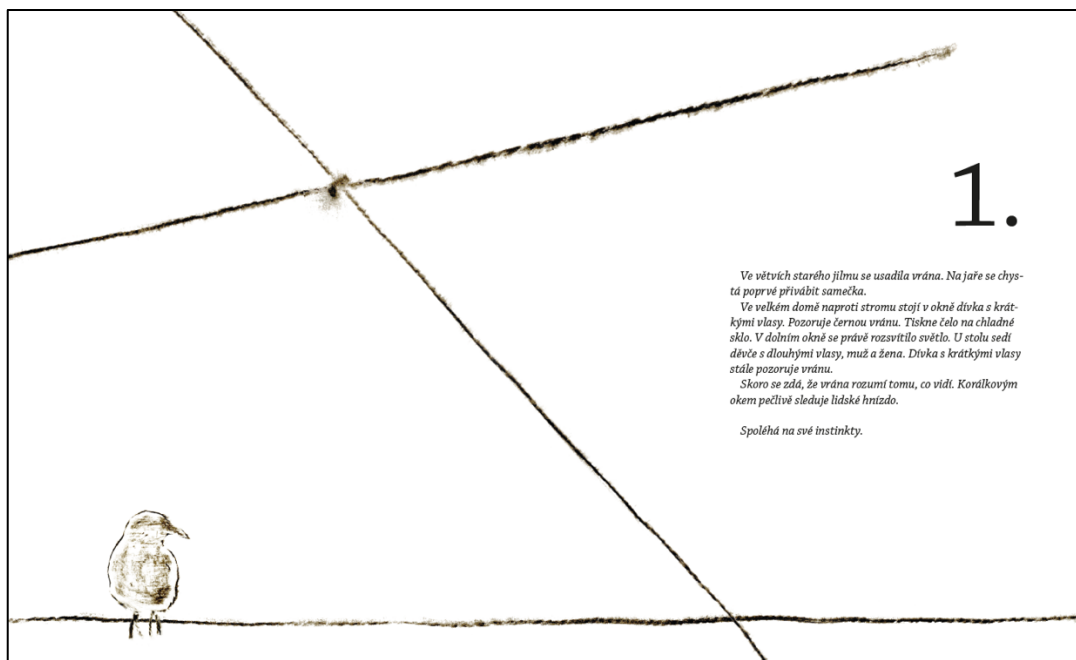 1.
Ve větvích starého jilmu se usadila vrána. Na jaře se chys-
tá poprvé přivábit samečka.
Ve velkém domě naproti stromu stojí v okně dívka s krát-
kými vlasy. Pozoruje černou vránu. Tiskne čelo na chladné
sklo. V dolním okně se právě rozsvítilo světlo. U stolu sedí
děvče s dlouhými vlasy, muž a žena. Dívka s krátkými vlasy
stále pozoruje vránu.
Skoro se zdá, že vrána rozumí tomu, co vidí. Korálkovým
okem pečlivě sleduje lidské hnízdo.
Spoléhá na své instinkty.